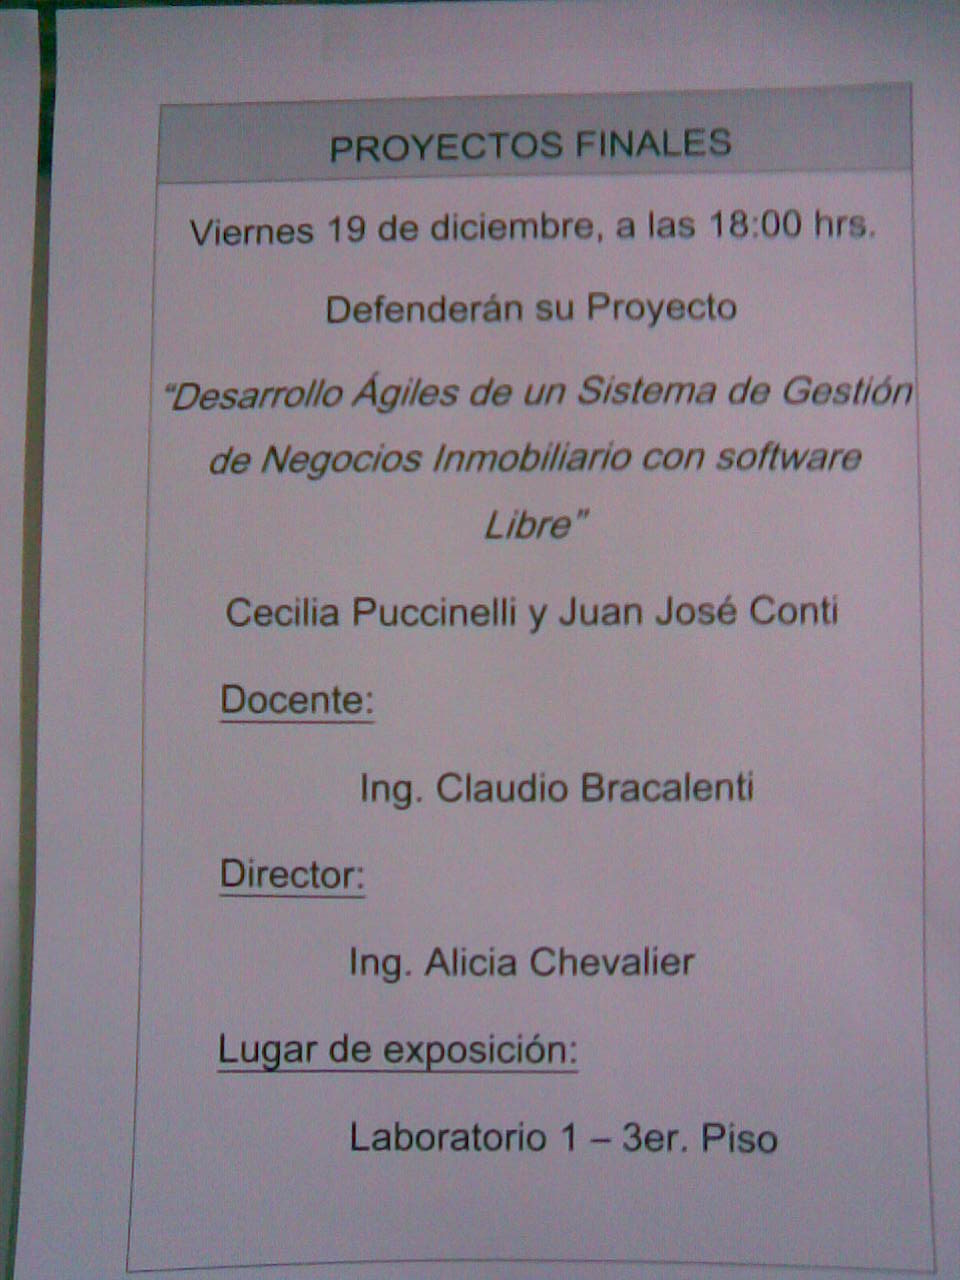 PROYECTOS FINALES
Viernes 19 de diciembre, a las 18:00 hrs.
Defenderán su Proyecto
“Desarrollo Ágiles de un Sistema de Gestión
de Negocios Inmobiliario con software
Libre”
Cecilia Puccinelli y Juan José Conti
Docente:
Ing. Claudio Bracalenti
Director:
Ing. Alicia Chevalier
Lugar de exposición:
Laboratorio 1 – 3er. Piso